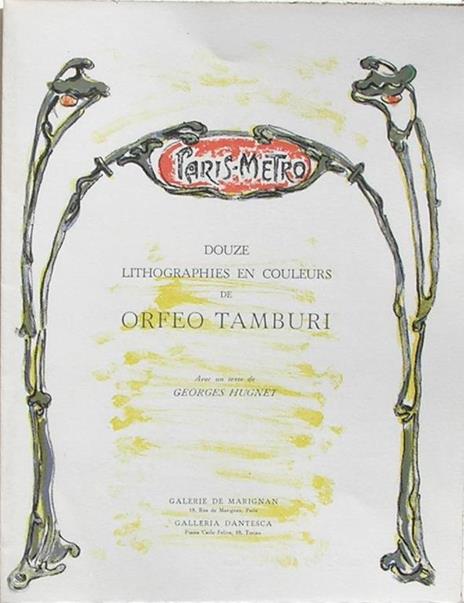 PARIS-METRO
DOUZE
LITHOGRAPHIES EN COULEURS
DE
ORFEO TAMBURI
Avec un texte de
GEORGES HUGNET
GALERIE DE MARIGNAN
18, Rue de Marignan, Paris
GALLERIA DANTESCA
Piazza Carlo Felice, 19, Torino